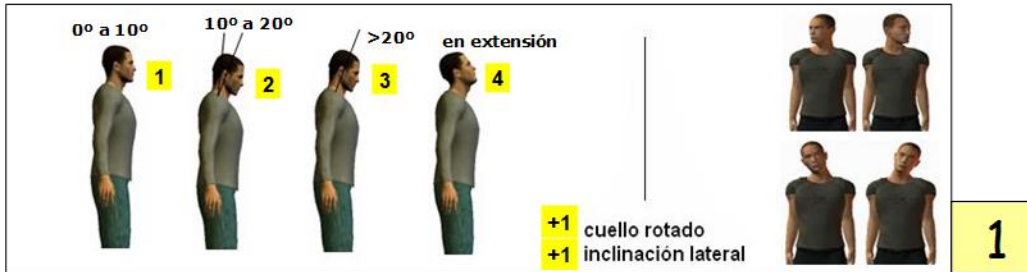 0º a 10º
10º a 20º
>20º
en extensión
1
2
3
4
+1 cuello rotado
+1 inclinación lateral
1